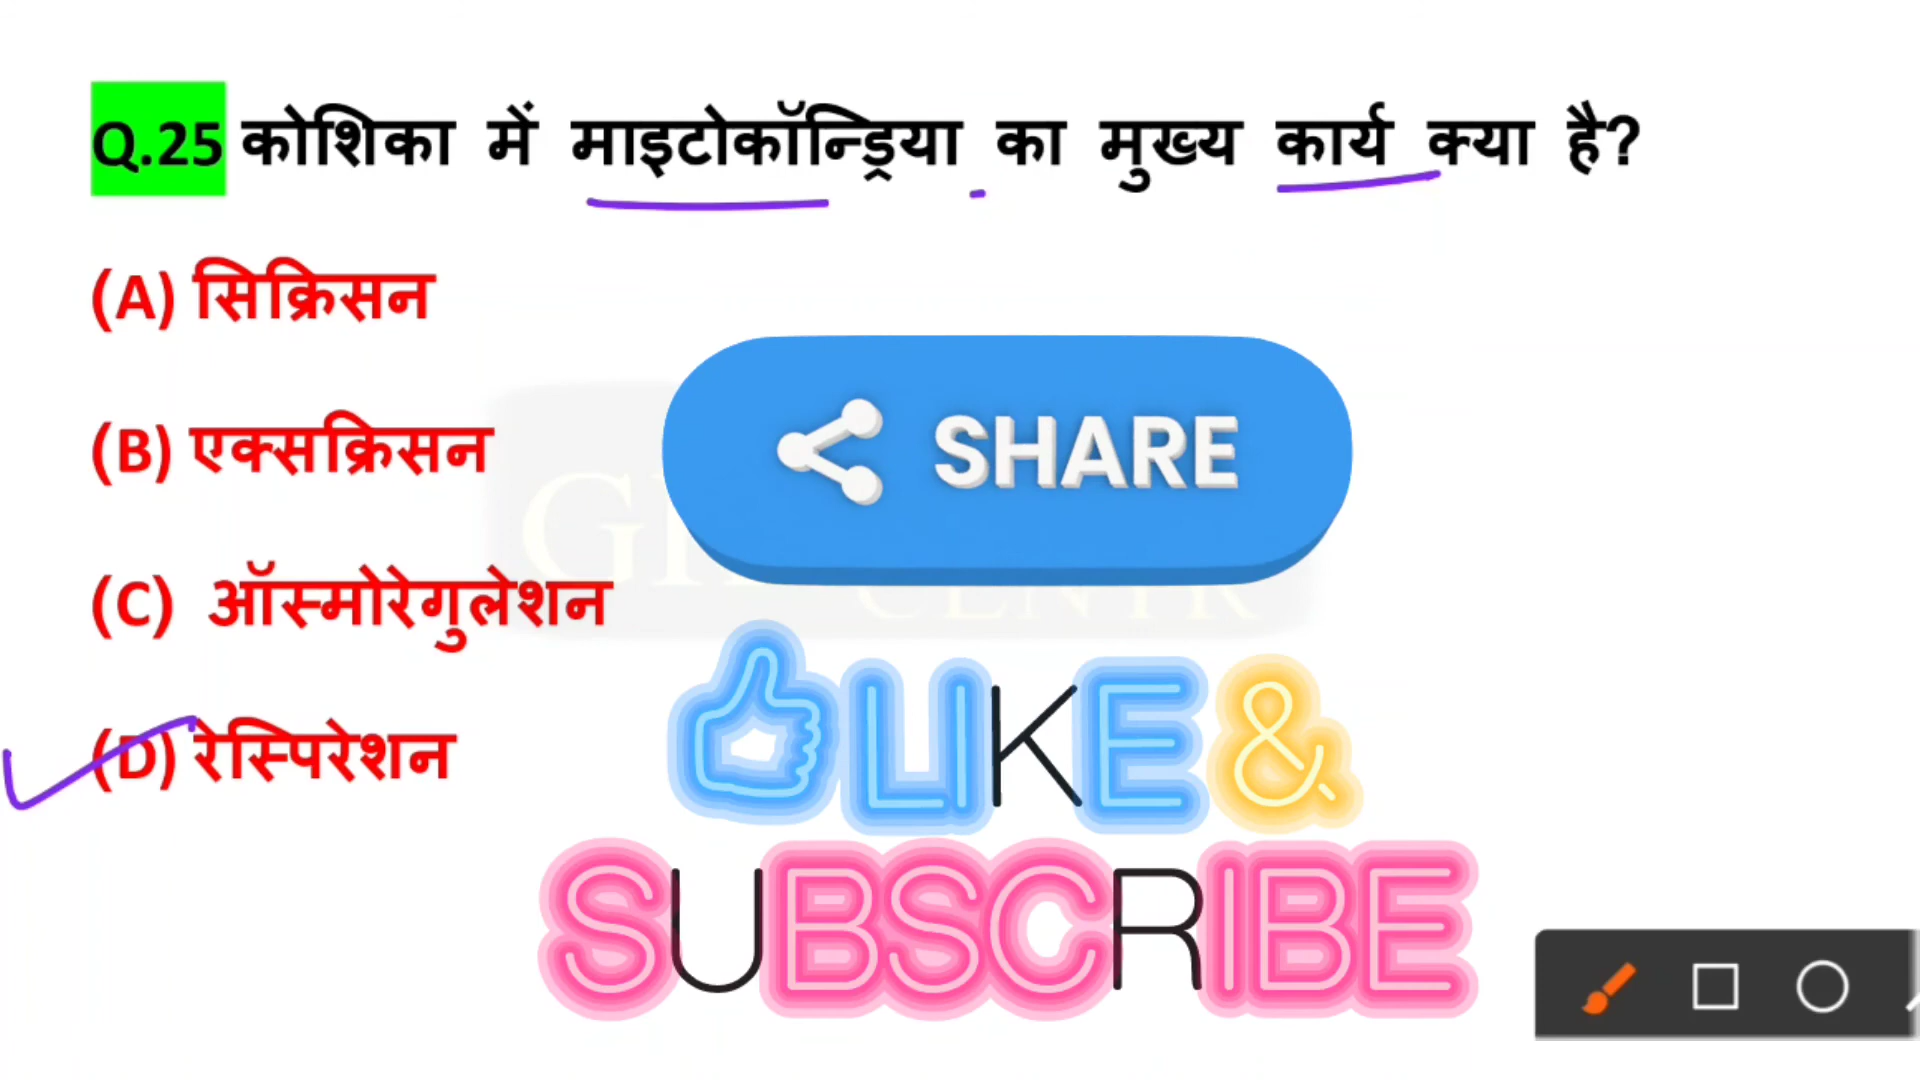 Q.25 कोशिका में माइटोकॉन्ड्रिया का मुख्य कार्य क्या है?
(A) सिक्रिसन
(B) एक्सक्रिसन
(C) ऑस्मोरेगुलेशन
(D) रेस्पिरेशन
SHARE
LIKE &
SUBSCRIBE